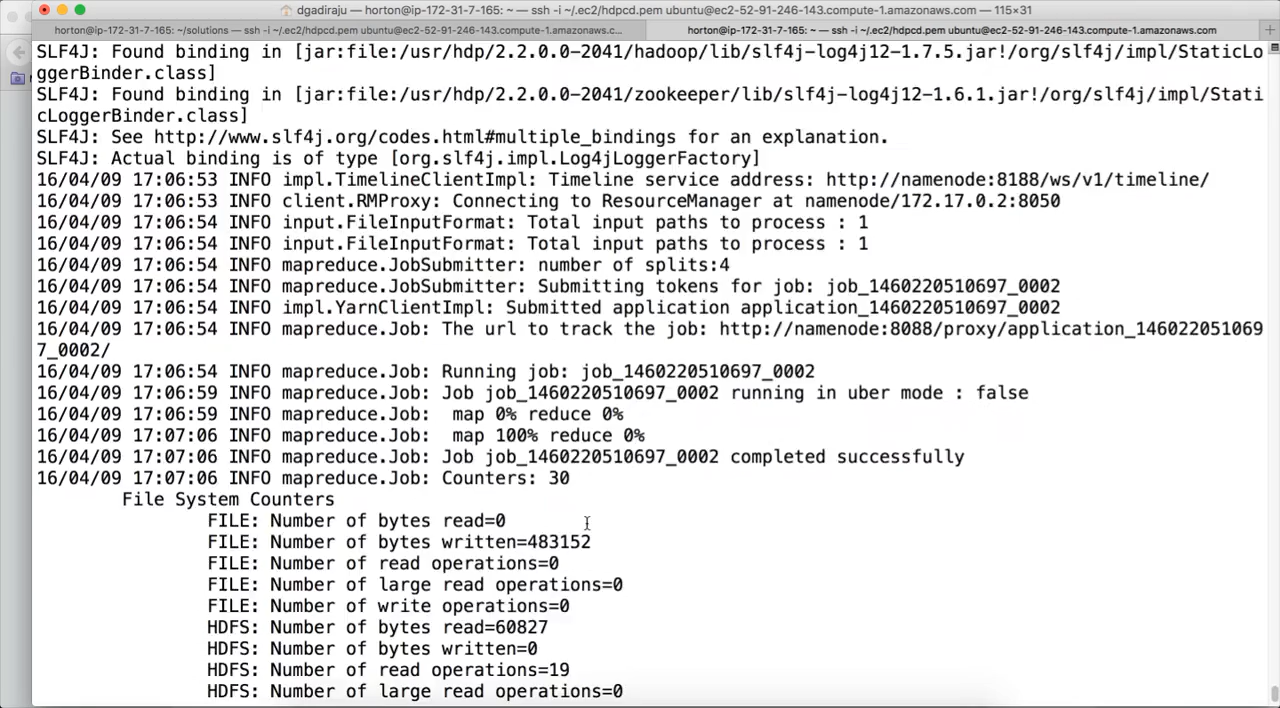 dgadiraju — horton@ip-172-31-7-165: ~ — ssh -i ~/.ec2/hdpcd.pem ubuntu@ec2-52-91-246-143.compute-1.amazonaws.com — 115×31
horton@ip-172-31-7-165: ~/solutions — ssh -i ~/.ec2/hdpcd.pem ubuntu@ec2-52-91-246-143.compute-1.amazonaws.c... horton@ip-172-31-7-165: ~ — ssh -i ~/.ec2/hdpcd.pem ubuntu@ec2-52-91-246-143.compute-1.amazonaws.com
SLF4J: Found binding in [jar:file:/usr/hdp/2.2.0.0-2041/hadoop/lib/slf4j-log4j12-1.7.5.jar!/org/slf4j/impl/StaticLo
ggerBinder.class]
SLF4J: Found binding in [jar:file:/usr/hdp/2.2.0.0-2041/zookeeper/lib/slf4j-log4j12-1.6.1.jar!/org/slf4j/impl/Stati
cLoggerBinder.class]
SLF4J: See http://www.slf4j.org/codes.html#multiple_bindings for an explanation.
SLF4J: Actual binding is of type [org.slf4j.impl.Log4jLoggerFactory]
16/04/09 17:06:53 INFO impl.TimelineClientImpl: Timeline service address: http://namenode:8188/ws/v1/timeline/
16/04/09 17:06:53 INFO client.RMProxy: Connecting to ResourceManager at namenode/172.17.0.2:8050
16/04/09 17:06:54 INFO input.FileInputFormat: Total input paths to process : 1
16/04/09 17:06:54 INFO input.FileInputFormat: Total input paths to process : 1
16/04/09 17:06:54 INFO mapreduce.JobSubmitter: number of splits:4
16/04/09 17:06:54 INFO mapreduce.JobSubmitter: Submitting tokens for job: job_1460220510697_0002
16/04/09 17:06:54 INFO impl.YarnClientImpl: Submitted application application_1460220510697_0002
16/04/09 17:06:54 INFO mapreduce.Job: The url to track the job: http://namenode:8088/proxy/application_146022051069
7_0002/
16/04/09 17:06:54 INFO mapreduce.Job: Running job: job_1460220510697_0002
16/04/09 17:06:59 INFO mapreduce.Job: Job job_1460220510697_0002 running in uber mode : false
16/04/09 17:06:59 INFO mapreduce.Job:  map 0% reduce 0%
16/04/09 17:07:06 INFO mapreduce.Job:  map 100% reduce 0%
16/04/09 17:07:06 INFO mapreduce.Job: Job job_1460220510697_0002 completed successfully
16/04/09 17:07:06 INFO mapreduce.Job: Counters: 30
File System Counters
FILE: Number of bytes read=0
FILE: Number of bytes written=483152
FILE: Number of read operations=0
FILE: Number of large read operations=0
FILE: Number of write operations=0
HDFS: Number of bytes read=60827
HDFS: Number of bytes written=0
HDFS: Number of read operations=19
HDFS: Number of large read operations=0